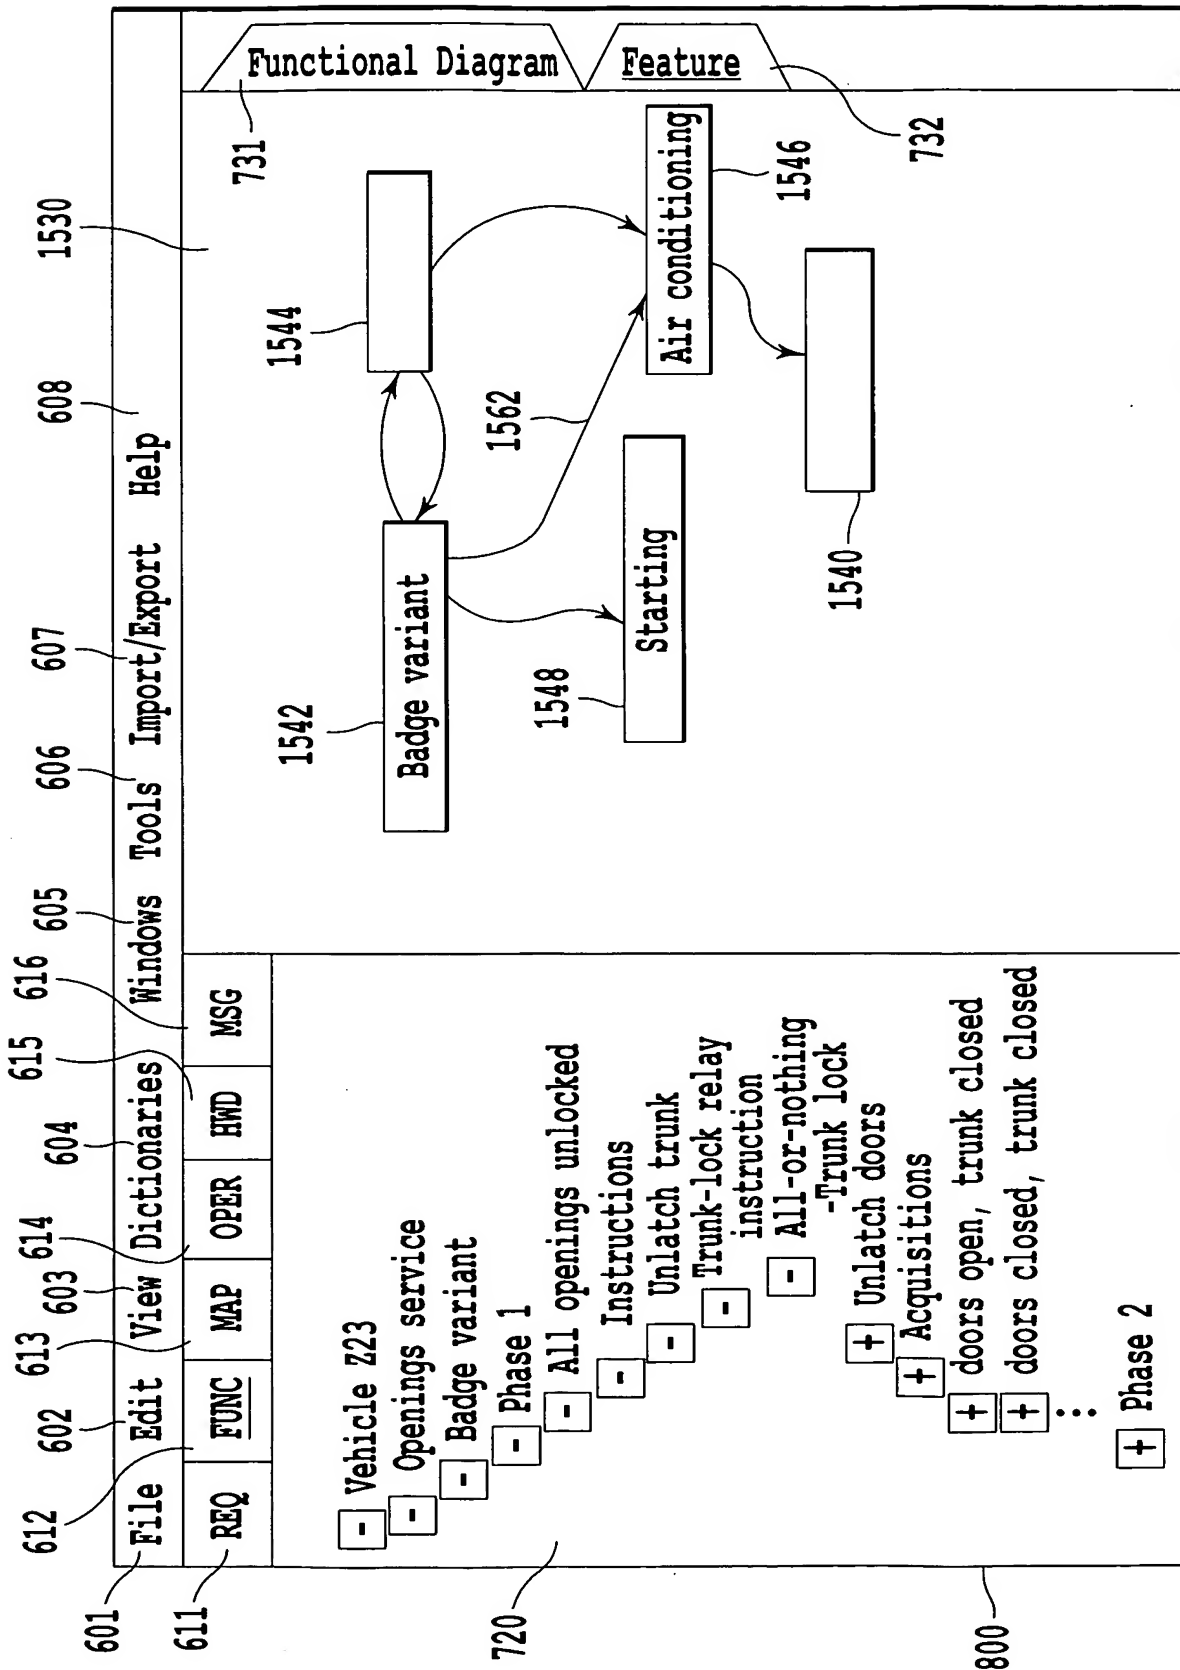 601 602 603 604 605 606 607 608
File Edit View Dictionaries Windows Tools Import/Export Help
611 612 613 614 615 616
REQ FUNC MAP OPER HWD MSG
1530
720
- Vehicle Z23
- Openings service
- Badge variant
- Phase 1
- All openings unlocked
- Instructions
- Unlatch trunk
- Trunk-lock relay
instruction
- All-or-nothing
-Trunk lock
+ Unlatch doors
+ Acquisitions
+ doors open, trunk closed
+ doors closed, trunk closed
...
+ Phase 2
800
1542
Badge variant
1544
1562
1548
Starting
1546
Air conditioning
1540
731
Functional Diagram
Feature
732